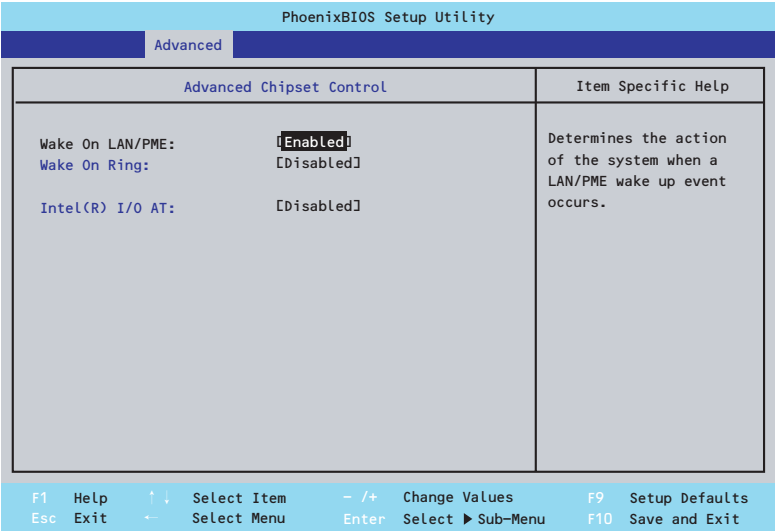 PhoenixBIOS Setup Utility
Advanced
Advanced Chipset Control
Item Specific Help
Wake On LAN/PME: [Enabled]
Wake On Ring: [Disabled]
Intel(R) I/O AT: [Disabled]
Determines the action
of the system when a
LAN/PME wake up event
occurs.
F1 Help ↑↓ Select Item - /+ Change Values F9 Setup Defaults
Esc Exit ← Select Menu Enter Select ▶ Sub-Menu F10 Save and Exit